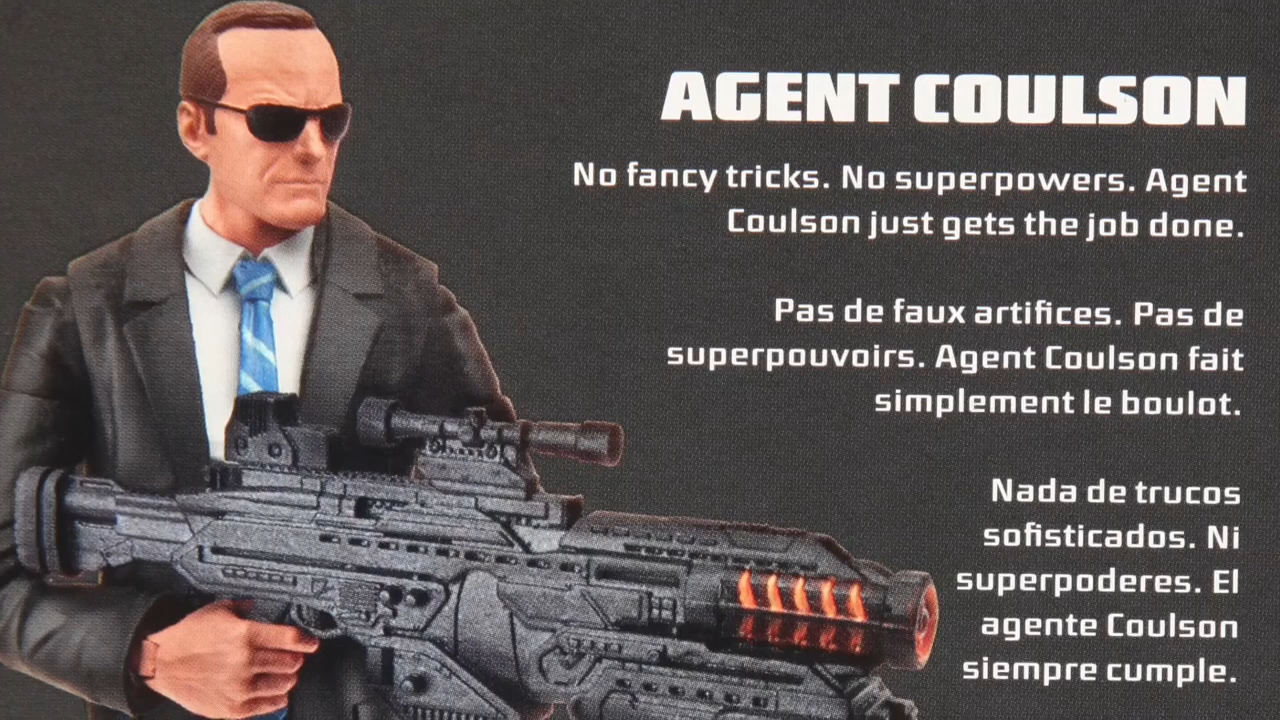 AGENT COULSON
No fancy tricks. No superpowers. Agent
Coulson just gets the job done.
Pas de faux artifices. Pas de
superpouvoirs. Agent Coulson fait
simplement le boulot.
Nada de trucos
sofisticados. Ni
superpoderes. El
agente Coulson
siempre cumple.